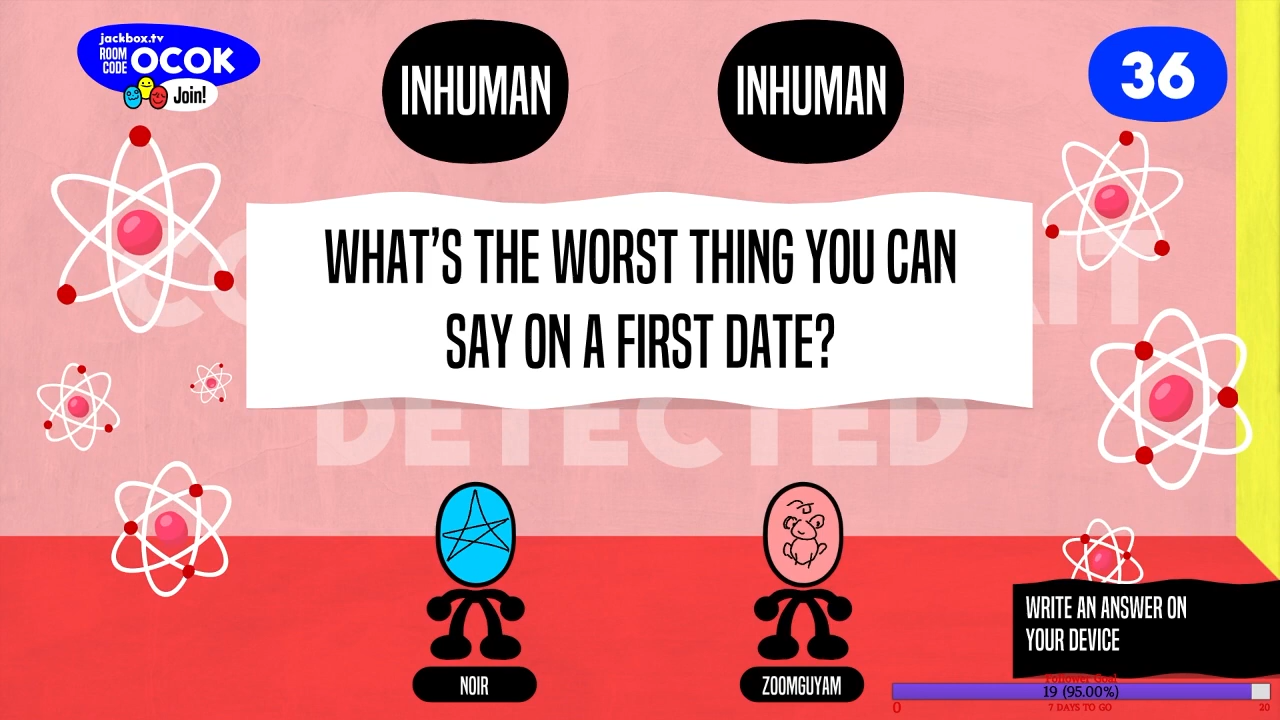 jackbox.tv
ROOM CODE OCOK
Join!
INHUMAN
INHUMAN
36
WHAT'S THE WORST THING YOU CAN
SAY ON A FIRST DATE?
DETECTED
NOIR
ZOOMGUYAM
WRITE AN ANSWER ON
YOUR DEVICE
Follower Goal
19 (95.00%)
0
7 DAYS TO GO
20